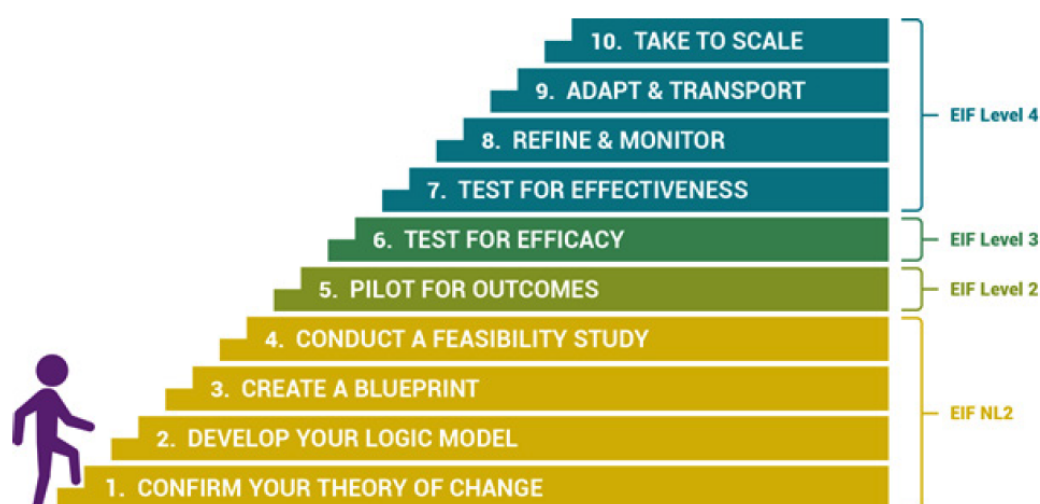 10. TAKE TO SCALE
9. ADAPT & TRANSPORT
EIF Level 4
8. REFINE & MONITOR
7. TEST FOR EFFECTIVENESS
6. TEST FOR EFFICACY
EIF Level 3
5. PILOT FOR OUTCOMES
EIF Level 2
4. CONDUCT A FEASIBILITY STUDY
3. CREATE A BLUEPRINT
EIF NL2
2. DEVELOP YOUR LOGIC MODEL
1. CONFIRM YOUR THEORY OF CHANGE